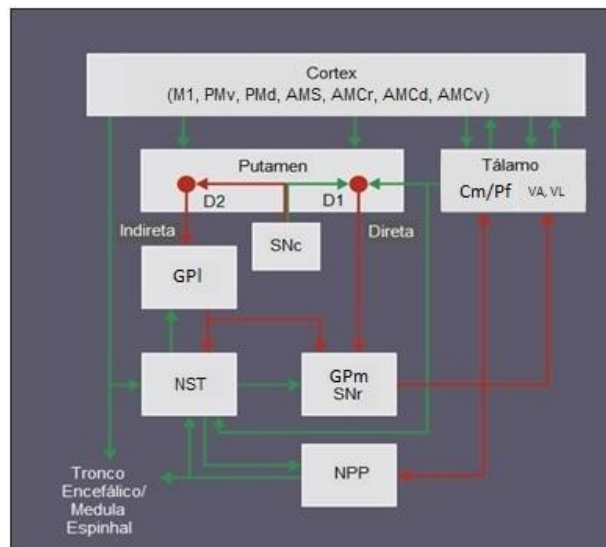 Cortex
(M1, PMv, PMd, AMS, AMCr, AMCd, AMCv)
Putamen
D2
D1
Tálamo
Cm/Pf VA, VL
Indireta
SNc
Direta
GPl
NST
GPm
SNr
NPP
Tronco
Encefálico/
Medula
Espinhal